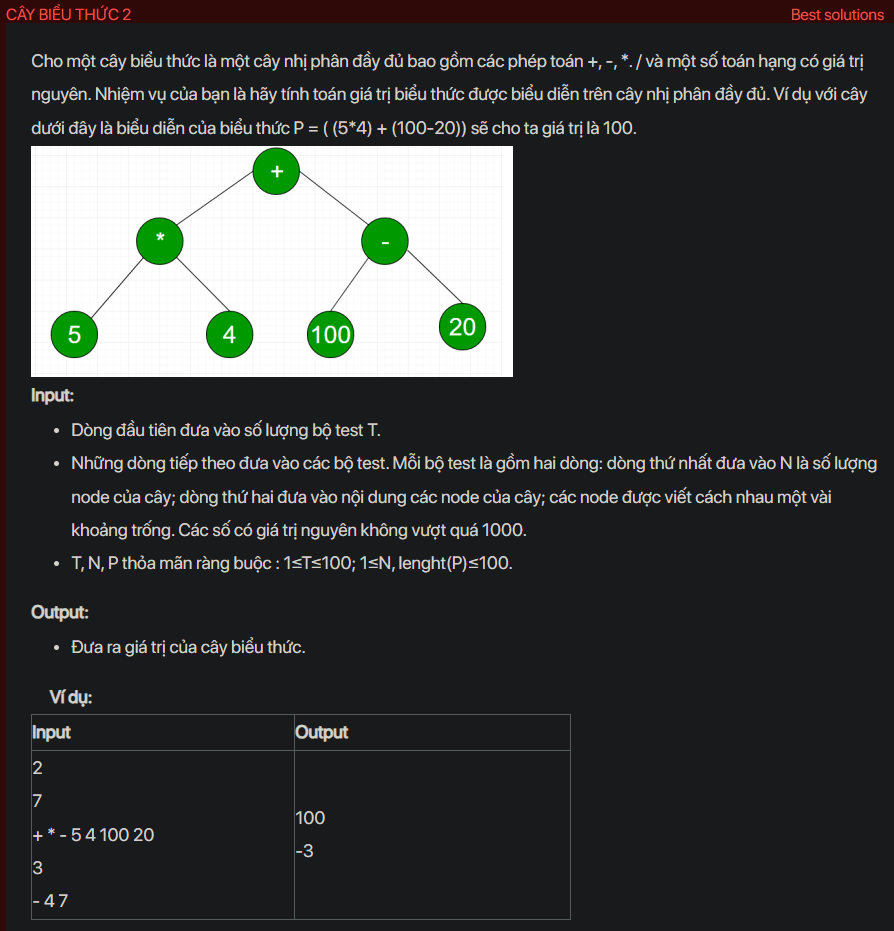 CÂY BIỂU THỨC 2
Best solutions
Cho một cây biểu thức là một cây nhị phân đầy đủ bao gồm các phép toán +, -, *. / và một số toán hạng có giá trị
nguyên. Nhiệm vụ của bạn là hãy tính toán giá trị biểu thức được biểu diễn trên cây nhị phân đầy đủ. Ví dụ với cây
dưới đây là biểu diễn của biểu thức P = ( (5*4) + (100-20)) sẽ cho ta giá trị là 100.
+
* -
5 4 100 20
Input:
• Dòng đầu tiên đưa vào số lượng bộ test T.
• Những dòng tiếp theo đưa vào các bộ test. Mỗi bộ test là gồm hai dòng: dòng thứ nhất đưa vào N là số lượng
node của cây; dòng thứ hai đưa vào nội dung các node của cây; các node được viết cách nhau một vài
khoảng trống. Các số có giá trị nguyên không vượt quá 1000.
• T, N, P thỏa mãn ràng buộc : 1≤T≤100; 1≤N, lenght(P)≤100.
Output:
• Đưa ra giá trị của cây biểu thức.
Ví dụ:
Input
Output
2
7
+ * - 5 4 100 20
3
- 4 7
100
-3